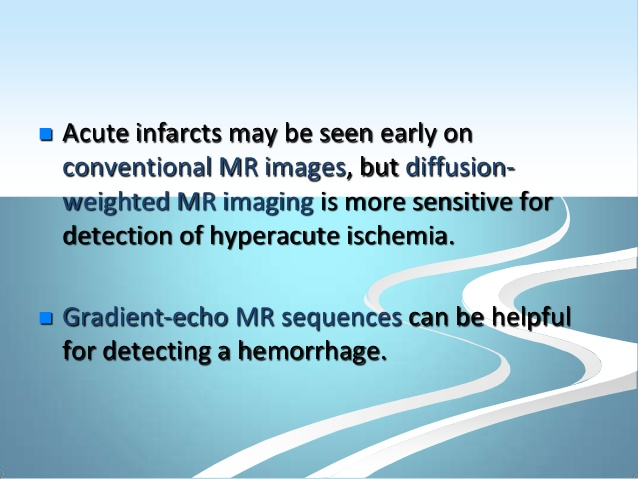 Acute infarcts may be seen early on
conventional MR images, but diffusion-
weighted MR imaging is more sensitive for
detection of hyperacute ischemia.
Gradient-echo MR sequences can be helpful
for detecting a hemorrhage.